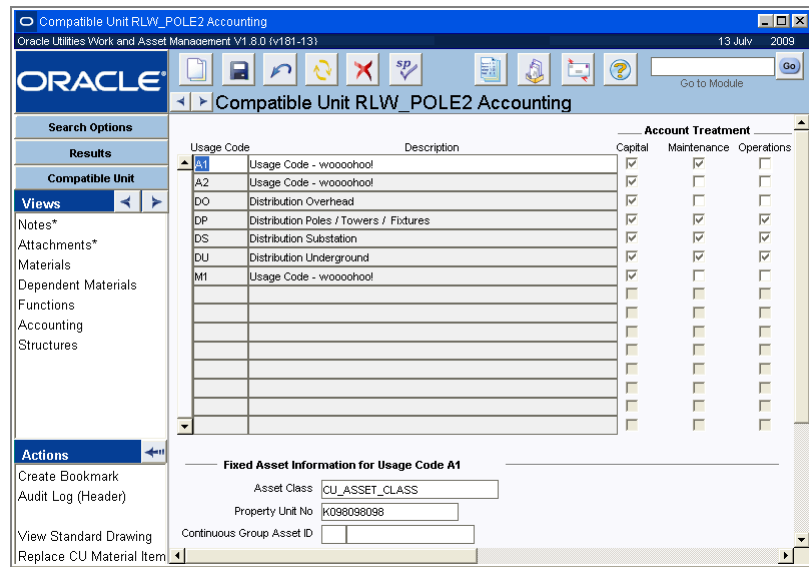 Compatible Unit RLW_POLE2 Accounting
Oracle Utilities Work and Asset Management V1.8.0 {v181-13} 13 July 2009
ORACLE
sp
Go
Go to Module
Compatible Unit RLW_POLE2 Accounting
Search Options
Results
Compatible Unit
Views
Notes*
Attachments*
Materials
Dependent Materials
Functions
Accounting
Structures
Actions
Create Bookmark
Audit Log (Header)
View Standard Drawing
Replace CU Material Item
Account Treatment
Usage Code Description Capital Maintenance Operations
A1 Usage Code - woooohoo!
A2 Usage Code - woooohoo!
DO Distribution Overhead
DP Distribution Poles / Towers / Fixtures
DS Distribution Substation
DU Distribution Underground
M1 Usage Code - woooohoo!
Fixed Asset Information for Usage Code A1
Asset Class CU_ASSET_CLASS
Property Unit No K098098098
Continuous Group Asset ID